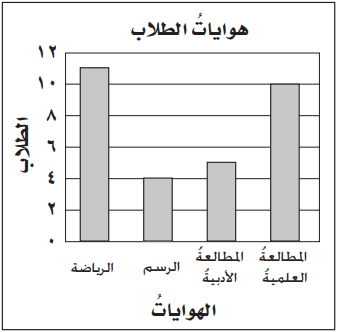 هواياتُ الطلاب
الطلاب
١٢
١٠
٨
٦
٤
٢
٠
المطالعةُ العلميةُ
المطالعةُ الأدبيةُ
الرسم
الرياضة
الهواياتُ